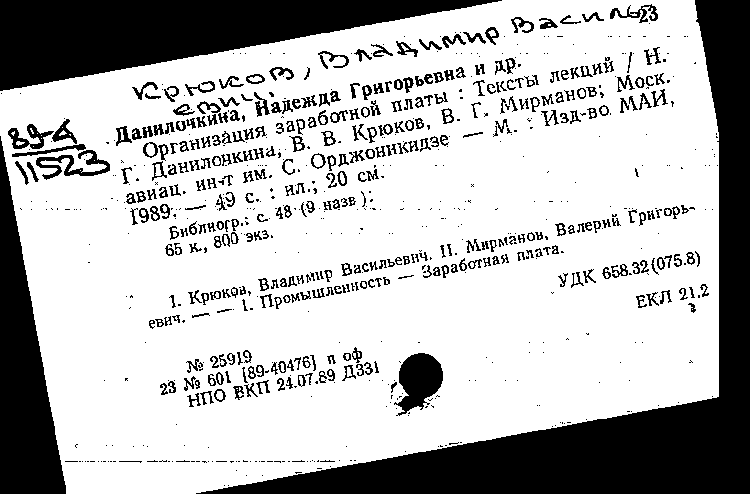 23
Крюков, Владимир Василь
евич.
89-4
11523
Данилочкина, Надежда Григорьевна и др.
Организация заработной платы : Тексты лекций / Н.
Г. Данилочкина, В. В. Крюков, В. Г. Мирманов; Моск.
авиац. ин-т им. С. Орджоникидзе — М. : Изд-во МАИ,
1989. — 49 с. : ил.; 20 см.
Библиогр.: с. 48 (9 назв ).
65 к., 800 экз.
1. Крюков, Владимир Васильевич. II. Мирманов, Валерий Григорь-
евич. — — 1. Промышленность — Заработная плата.
УДК 658.32(075.8)
ЕКЛ 21.2
№ 25919
23 № 601 [89-40476] п оф
НПО ВКП 24.07.89 Д331